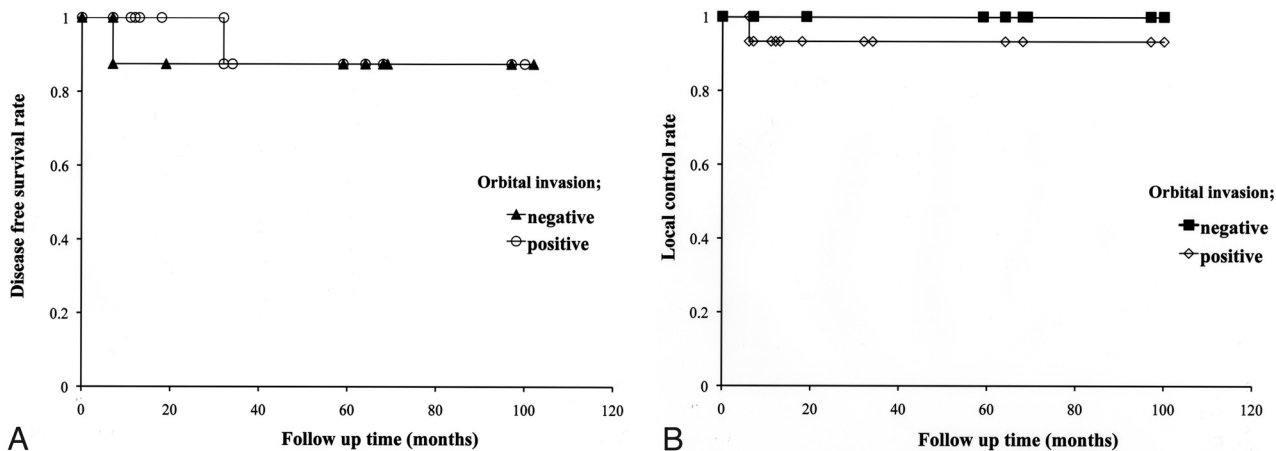 Disease free survival rate
1
0.8
0.6
0.4
0.2
0
0 20 40 60 80 100 120
Follow up time (months)
Orbital invasion;
negative
positive
A
Local control rate
1
0.8
0.6
0.4
0.2
0
0 20 40 60 80 100 120
Follow up time (months)
Orbital invasion;
negative
positive
B